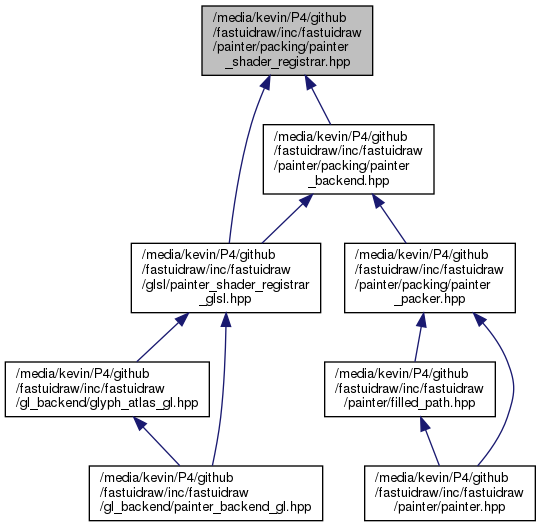 /media/kevin/P4/github
/fastuidraw/inc/fastuidraw
/painter/packing/painter
_shader_registrar.hpp
/media/kevin/P4/github
/fastuidraw/inc/fastuidraw
/painter/packing/painter
_backend.hpp
/media/kevin/P4/github
/fastuidraw/inc/fastuidraw
/glsl/painter_shader_registrar
_glsl.hpp
/media/kevin/P4/github
/fastuidraw/inc/fastuidraw
/painter/packing/painter
_packer.hpp
/media/kevin/P4/github
/fastuidraw/inc/fastuidraw
/gl_backend/glyph_atlas_gl.hpp
/media/kevin/P4/github
/fastuidraw/inc/fastuidraw
/painter/filled_path.hpp
/media/kevin/P4/github
/fastuidraw/inc/fastuidraw
/gl_backend/painter_backend_gl.hpp
/media/kevin/P4/github
/fastuidraw/inc/fastuidraw
/painter/painter.hpp